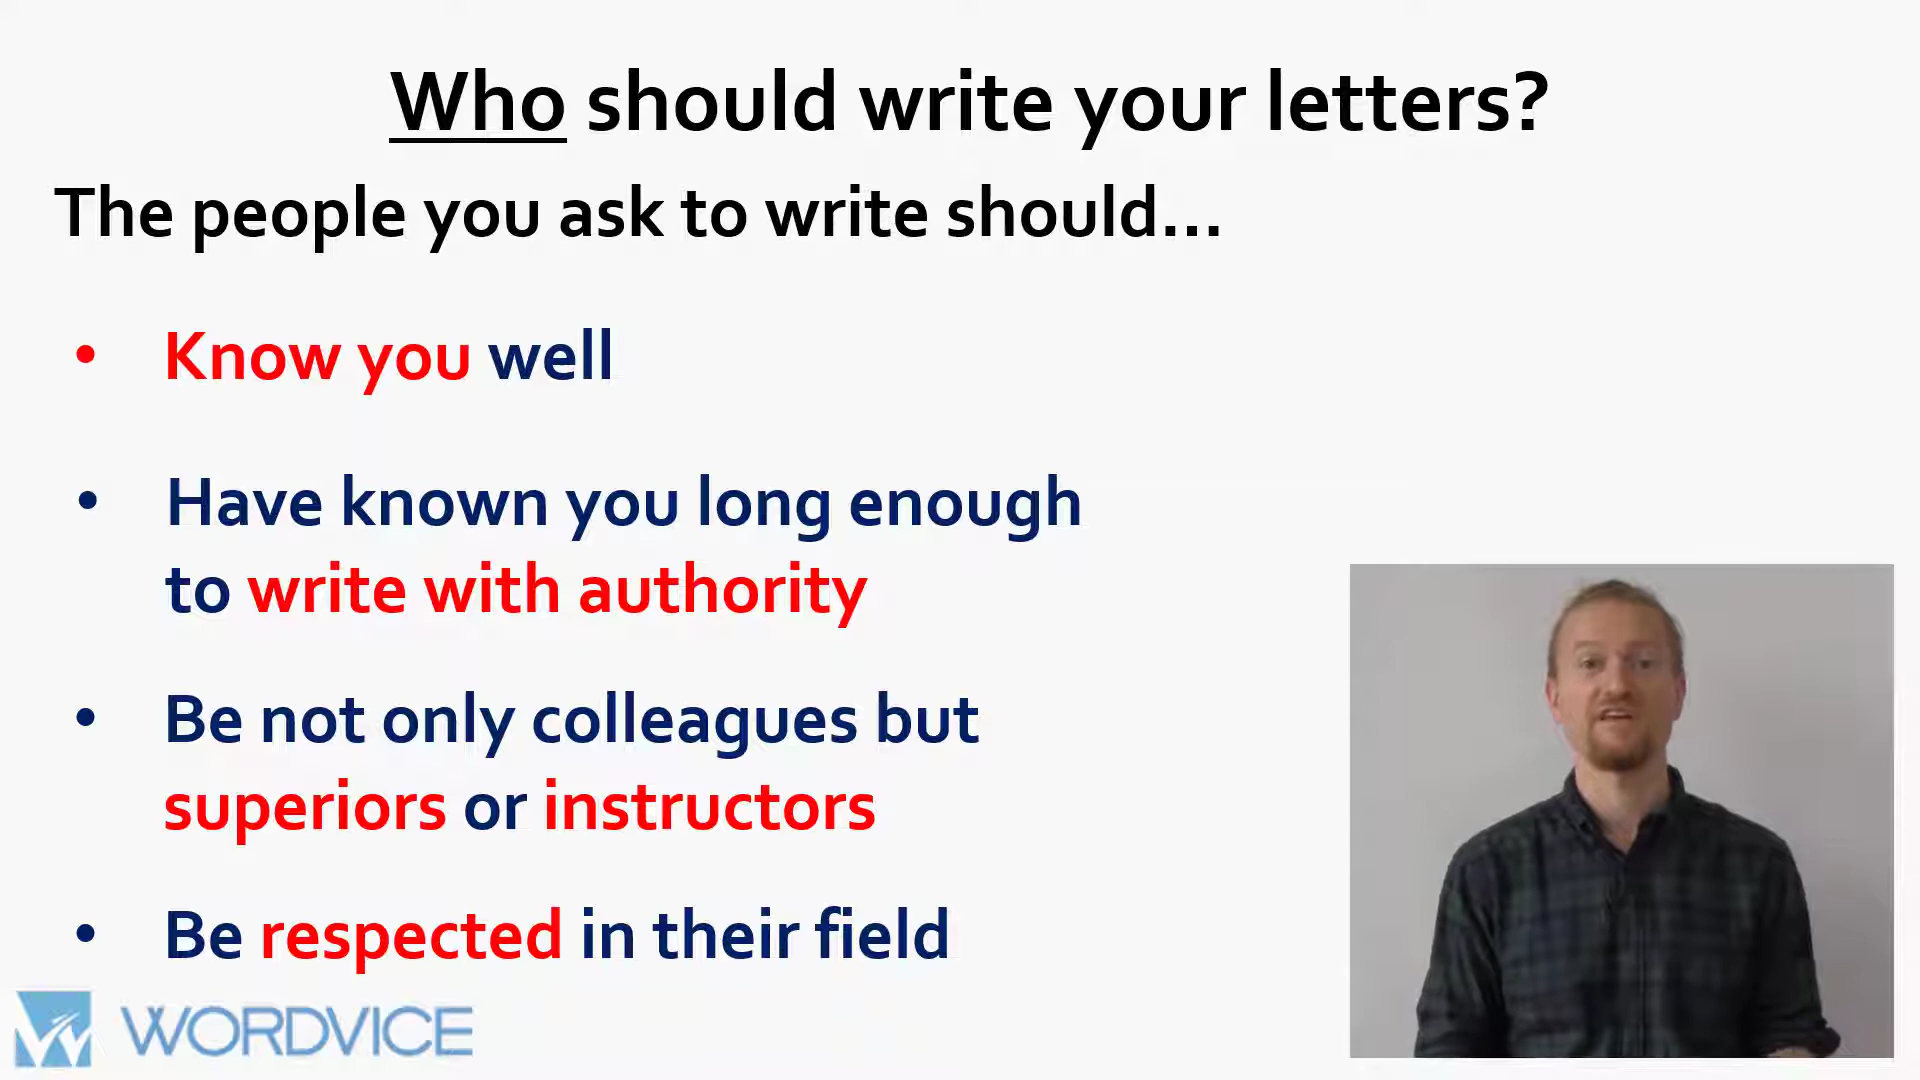 Who should write your letters?
The people you ask to write should...
• Know you well
• Have known you long enough
to write with authority
• Be not only colleagues but
superiors or instructors
• Be respected in their field
WORDVICE